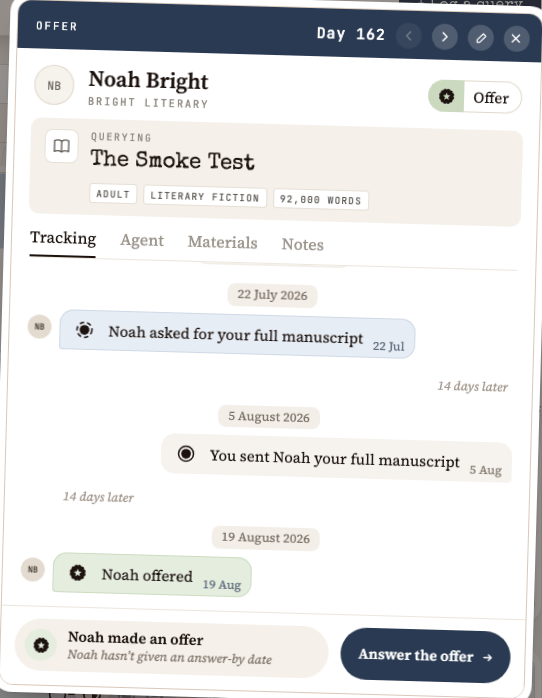 OFFER
Day 162
NB
Noah Bright
BRIGHT LITERARY
Offer
QUERYING
The Smoke Test
ADULT
LITERARY FICTION
92,000 WORDS
Tracking
Agent
Materials
Notes
22 July 2026
NB
Noah asked for your full manuscript
22 Jul
14 days later
5 August 2026
You sent Noah your full manuscript
5 Aug
14 days later
19 August 2026
NB
Noah offered
19 Aug
Noah made an offer
Noah hasn't given an answer-by date
Answer the offer →